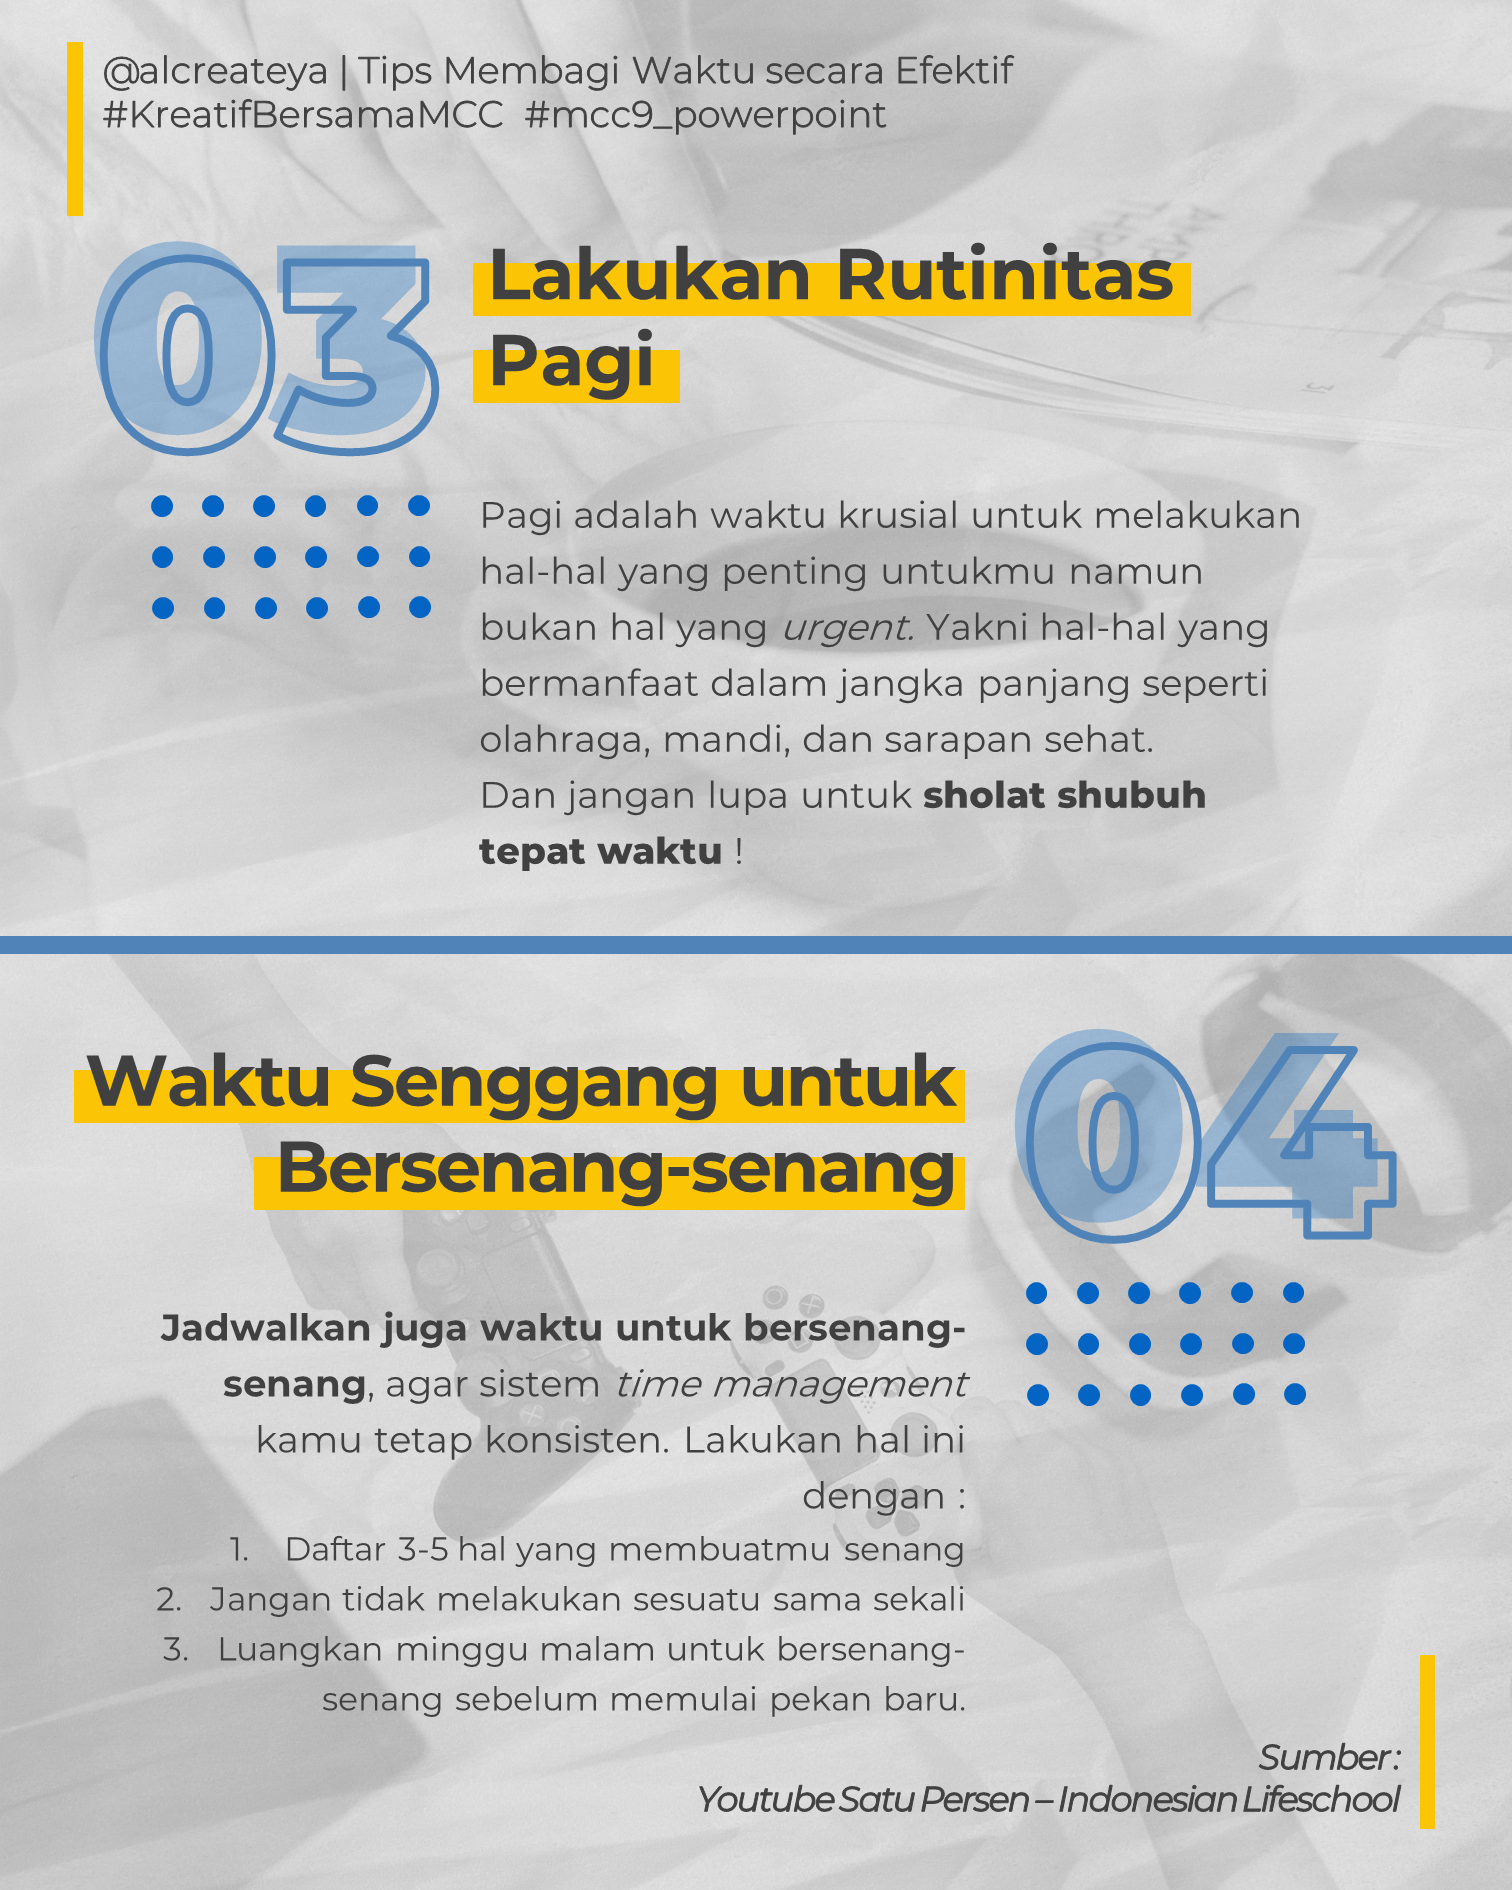 @alcreateya | Tips Membagi Waktu secara Efektif
#KreatifBersamaMCC #mcc9_powerpoint
03
Lakukan Rutinitas
Pagi
Pagi adalah waktu krusial untuk melakukan
hal-hal yang penting untukmu namun
bukan hal yang urgent. Yakni hal-hal yang
bermanfaat dalam jangka panjang seperti
olahraga, mandi, dan sarapan sehat.
Dan jangan lupa untuk sholat shubuh
tepat waktu !
04
Waktu Senggang untuk
Bersenang-senang
Jadwalkan juga waktu untuk bersenang-
senang, agar sistem time management
kamu tetap konsisten. Lakukan hal ini
dengan :
1. Daftar 3-5 hal yang membuatmu senang
2. Jangan tidak melakukan sesuatu sama sekali
3. Luangkan minggu malam untuk bersenang-
senang sebelum memulai pekan baru.
Sumber :
Youtube Satu Persen – Indonesian Lifeschool